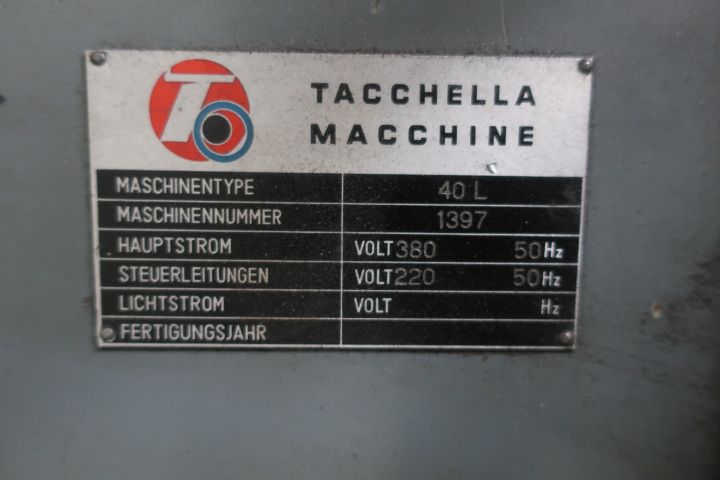 TACCHELLA
MACCHINE
MASCHINENTYPE 40 L
MASCHINENNUMMER 1397
HAUPTSTROM VOLT 380 50 Hz
STEUERLEITUNGEN VOLT 220 50 Hz
LICHTSTROM VOLT Hz
FERTIGUNGSJAHR